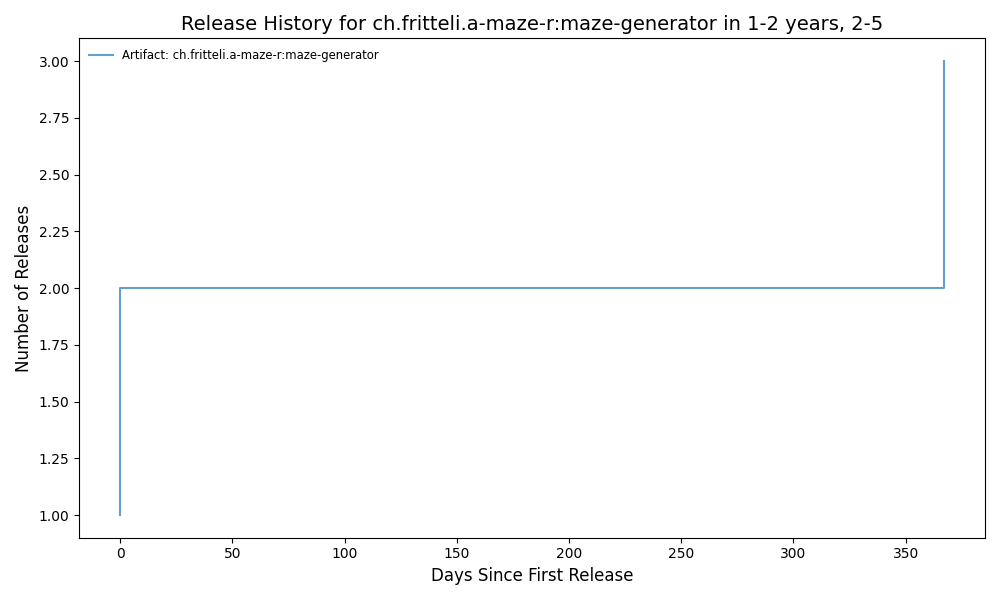 Release History for ch.fritteli.a-maze-r:maze-generator in 1-2 years, 2-5
Artifact: ch.fritteli.a-maze-r:maze-generator
Number of Releases
3.00
2.75
2.50
2.25
2.00
1.75
1.50
1.25
1.00
0 50 100 150 200 250 300 350
Days Since First Release